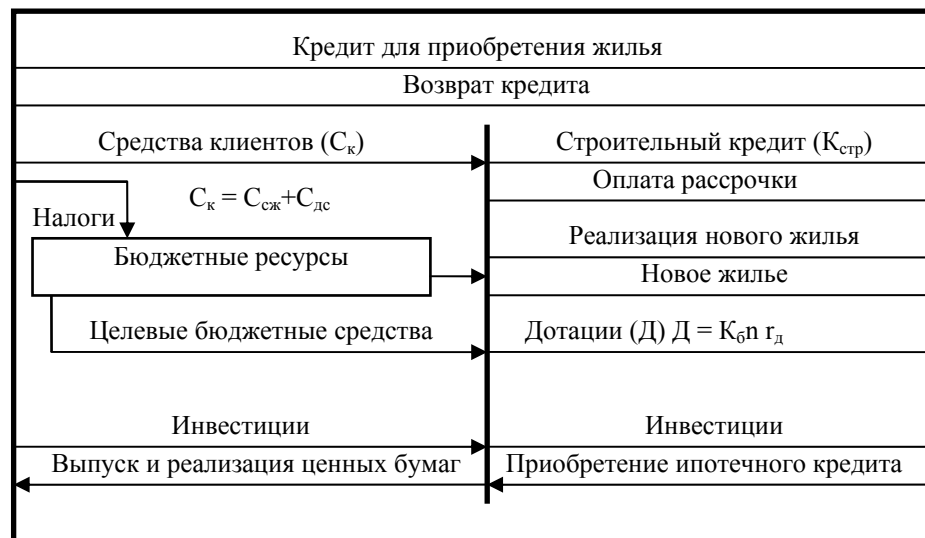 Кредит для приобретения жилья
Возврат кредита
Средства клиентов (Cк)
Строительный кредит (Kстр)
Оплата рассрочки
Cк = Cсж+Cдс
Налоги
Реализация нового жилья
Бюджетные ресурсы
Новое жилье
Целевые бюджетные средства
Дотации (Д) Д = Kбn rд
Инвестиции
Инвестиции
Выпуск и реализация ценных бумаг
Приобретение ипотечного кредита